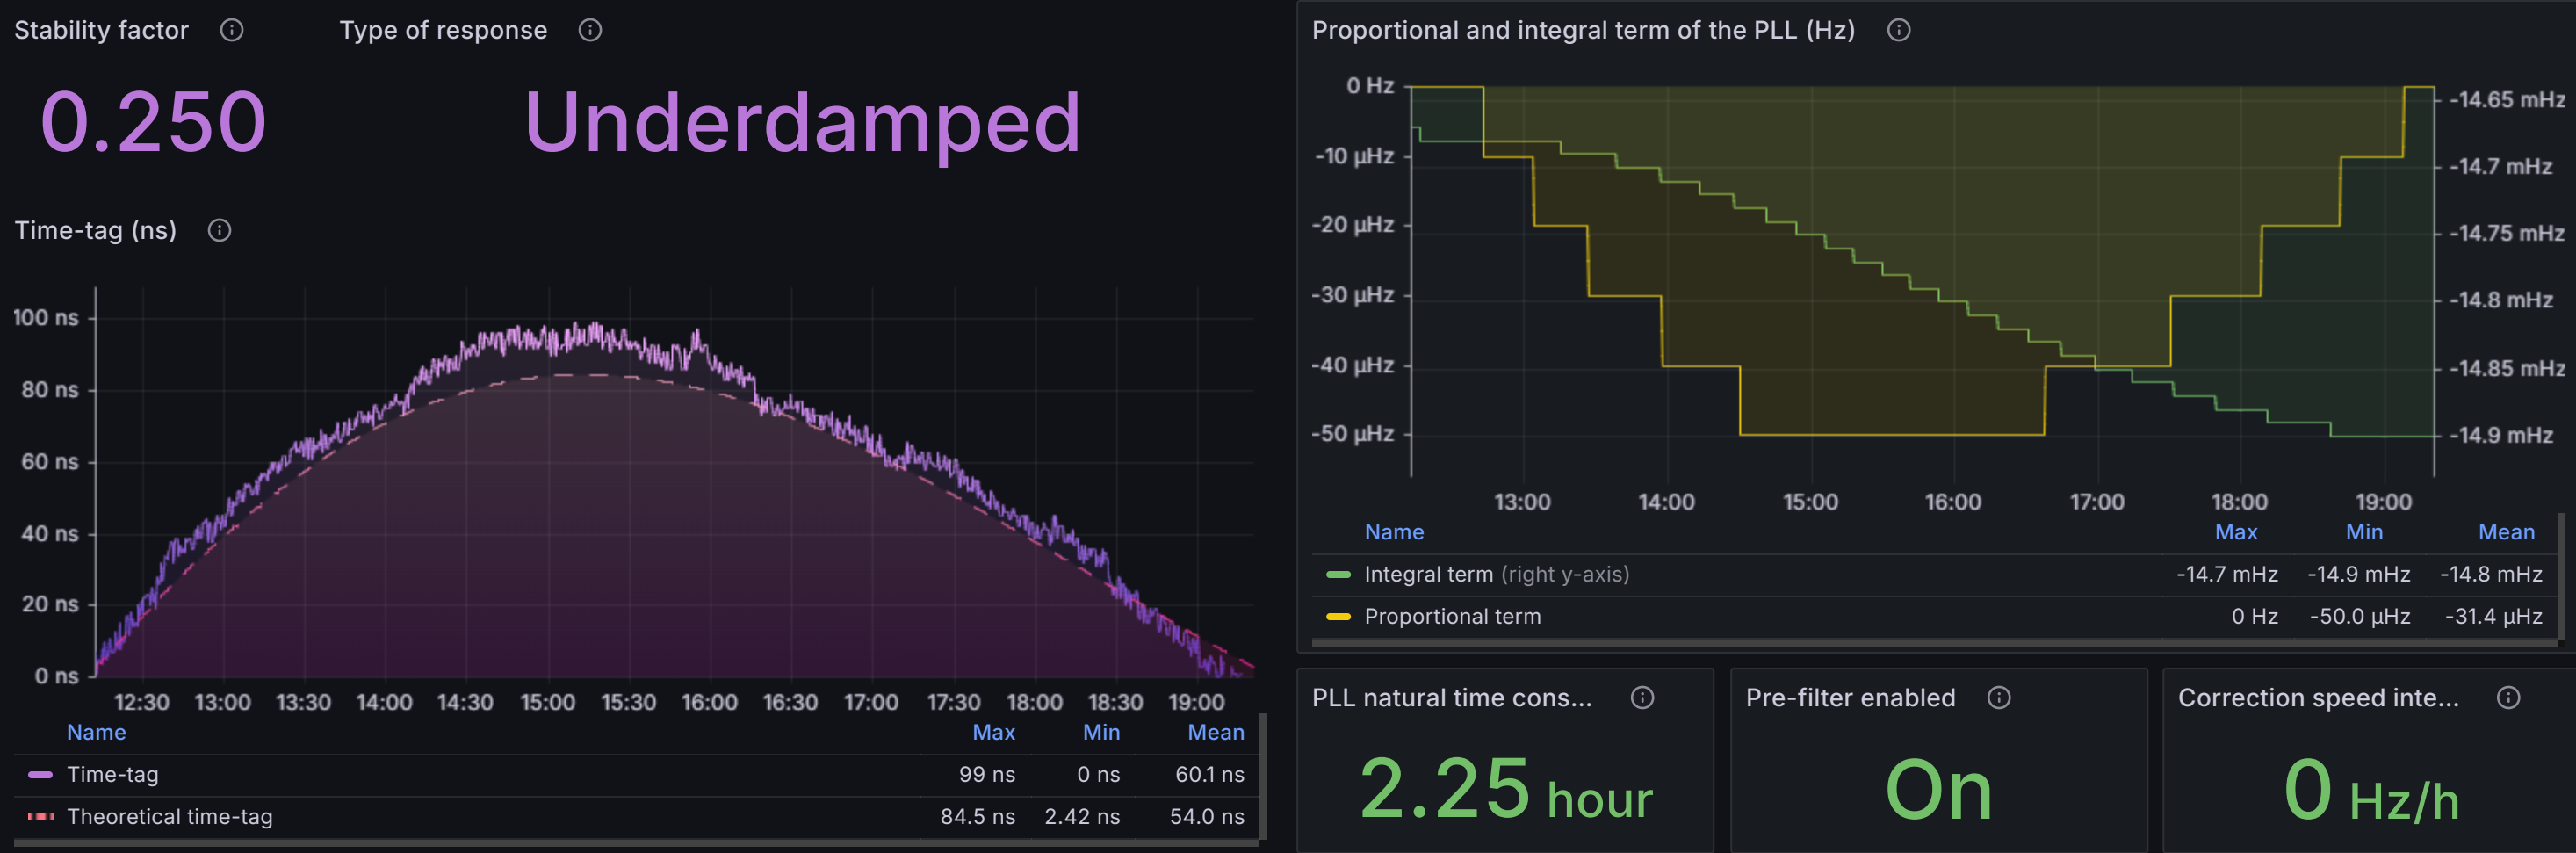 Stability factor
Type of response
0.250
Underdamped
Time-tag (ns)
100 ns
80 ns
60 ns
40 ns
20 ns
0 ns
12:30 13:00 13:30 14:00 14:30 15:00 15:30 16:00 16:30 17:00 17:30 18:00 18:30 19:00
Name Max Min Mean
Time-tag 99 ns 0 ns 60.1 ns
Theoretical time-tag 84.5 ns 2.42 ns 54.0 ns
Proportional and integral term of the PLL (Hz)
0 Hz
-10 µHz
-20 µHz
-30 µHz
-40 µHz
-50 µHz
-14.65 mHz
-14.7 mHz
-14.75 mHz
-14.8 mHz
-14.85 mHz
-14.9 mHz
13:00 14:00 15:00 16:00 17:00 18:00 19:00
Name Max Min Mean
Integral term (right y-axis) -14.7 mHz -14.9 mHz -14.8 mHz
Proportional term 0 Hz -50.0 µHz -31.4 µHz
PLL natural time cons...
2.25 hour
Pre-filter enabled
On
Correction speed inte...
0 Hz/h